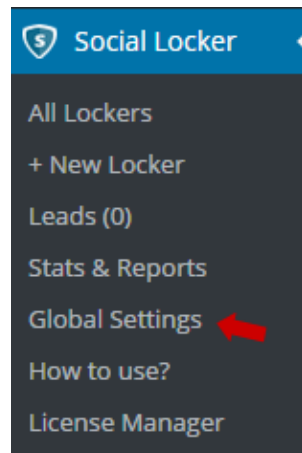 Social Locker
All Lockers
+ New Locker
Leads (0)
Stats & Reports
Global Settings
How to use?
License Manager